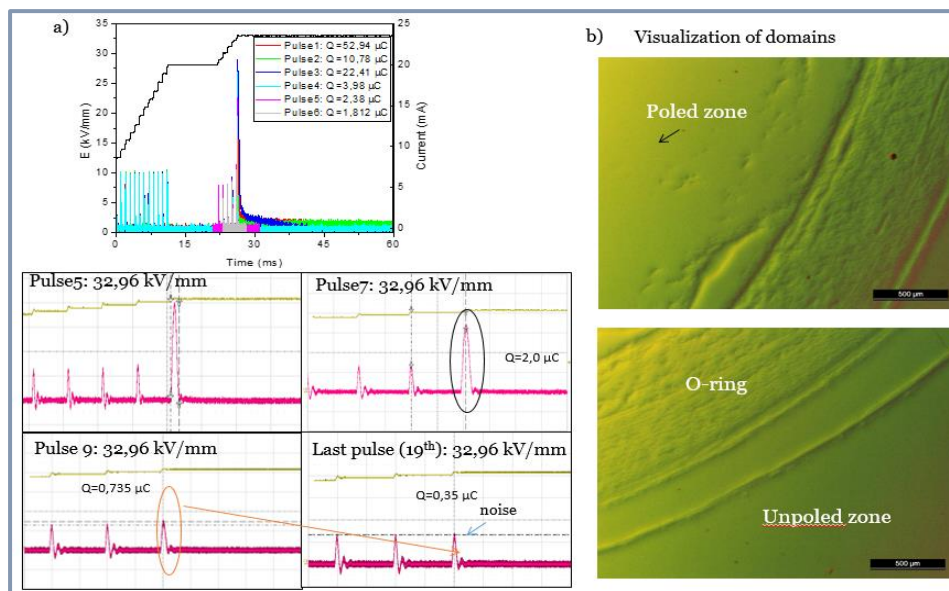 a)
35
30
25
20
15
10
5
0
E (kV/mm)
25
20
15
10
5
0
Current (mA)
Pulse1: Q=52,94 µC
Pulse2: Q=10,78 µC
Pulse3: Q=22,41 µC
Pulse4: Q=3,98 µC
Pulse5: Q=2,38 µC
Pulse6: Q=1,812 µC
0 15 30 45 60
Time (ms)
Pulse5: 32,96 kV/mm
Pulse7: 32,96 kV/mm
Q=2,0 µC
Pulse 9: 32,96 kV/mm
Q=0,735 µC
Last pulse (19th): 32,96 kV/mm
Q=0,35 µC
noise
b) Visualization of domains
Poled zone
500 µm
O-ring
Unpoled zone
500 µm